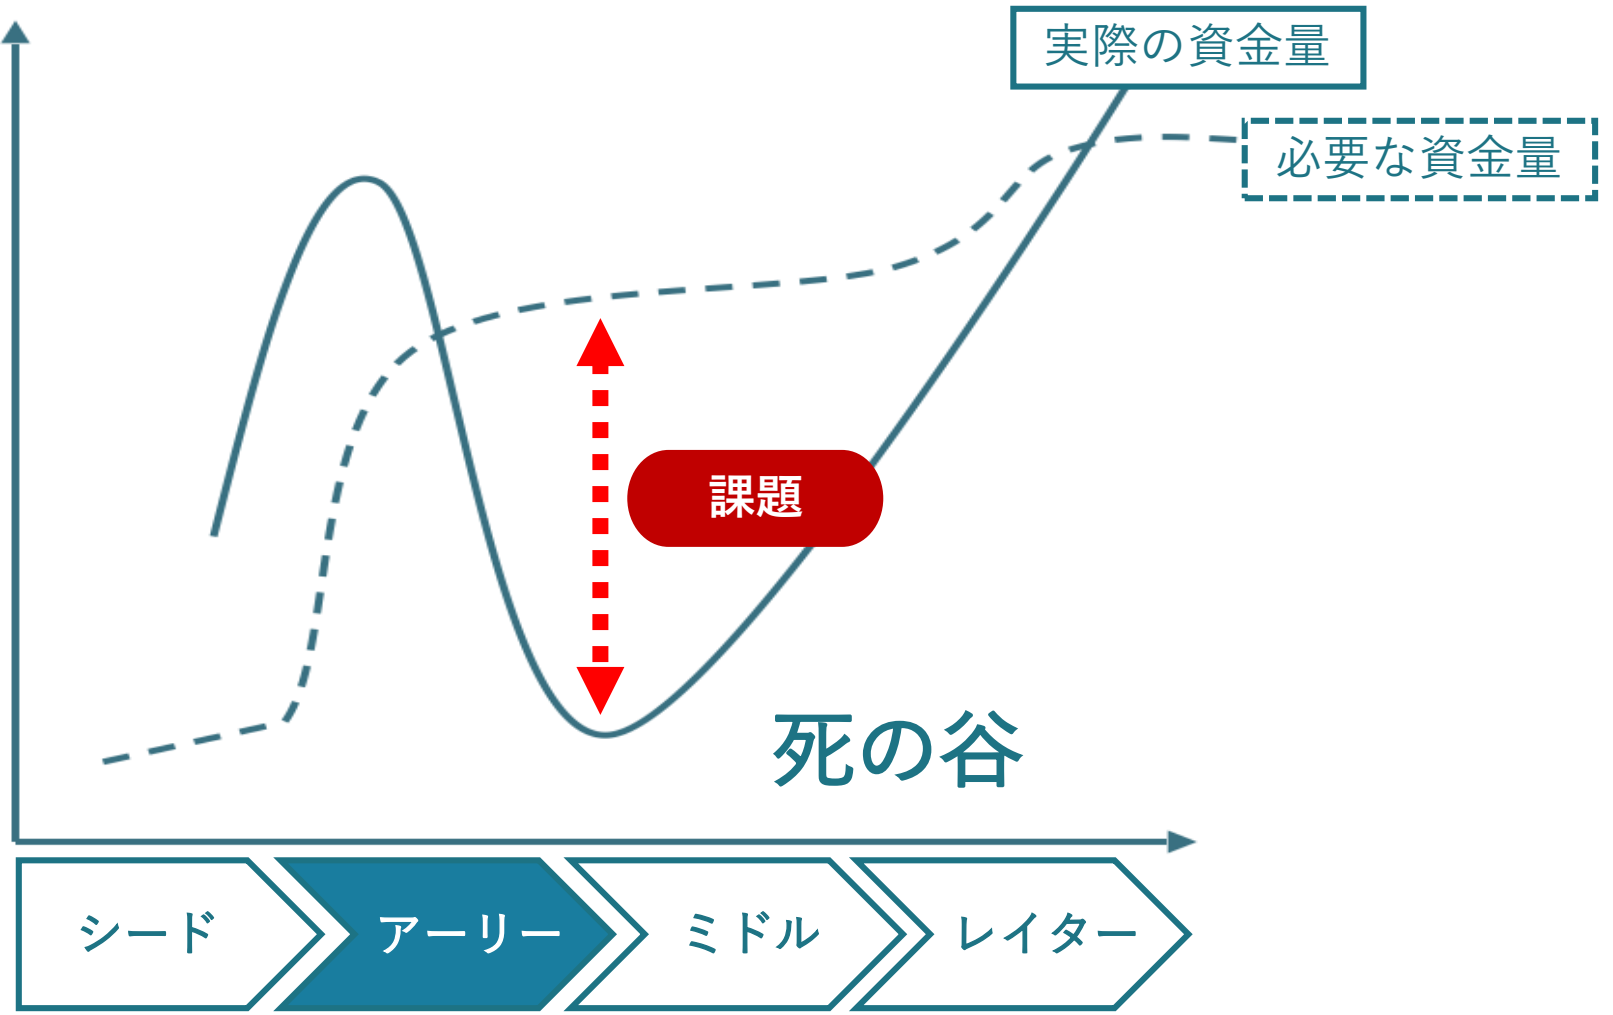 実際の資金量
必要な資金量
課題
死の谷
シード
アーリー
ミドル
レイター